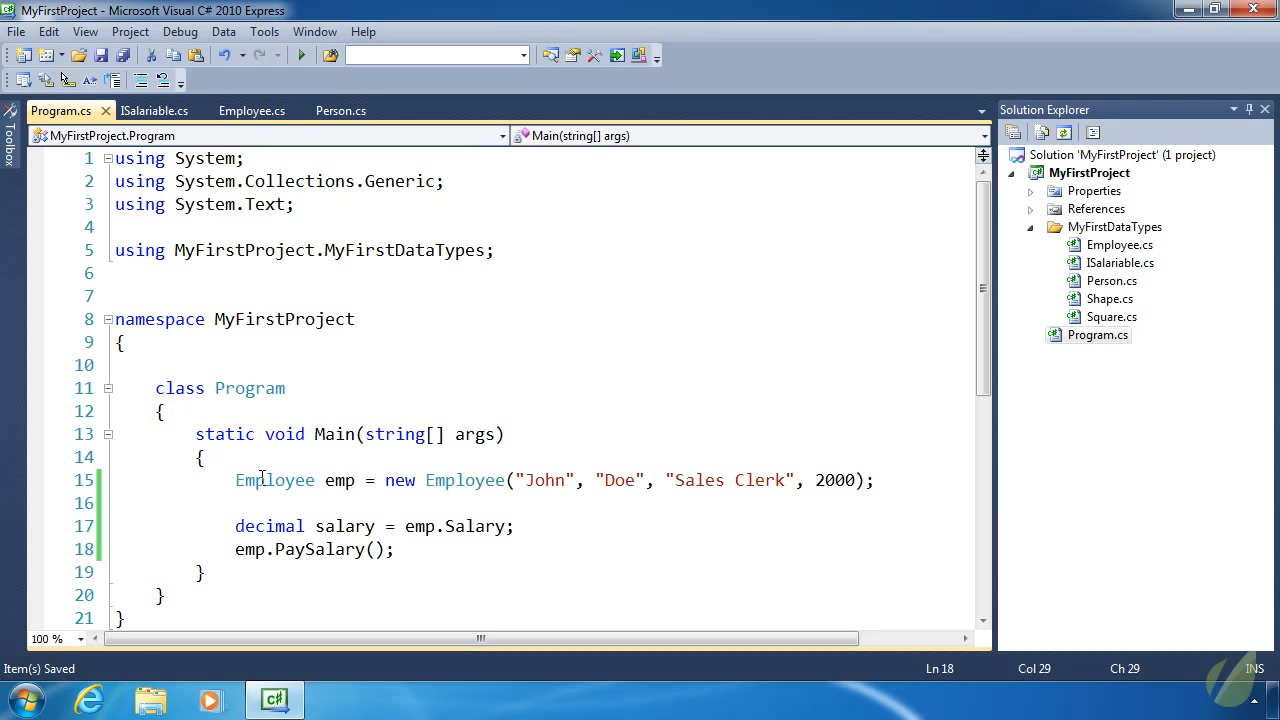 MyFirstProject - Microsoft Visual C# 2010 Express
File Edit View Project Debug Data Tools Window Help
Program.cs ISalariable.cs Employee.cs Person.cs
Toolbox
MyFirstProject.Program Main(string[] args)
1 using System;
2 using System.Collections.Generic;
3 using System.Text;
4
5 using MyFirstProject.MyFirstDataTypes;
6
7
8 namespace MyFirstProject
9 {
10
11 class Program
12 {
13 static void Main(string[] args)
14 {
15 Employee emp = new Employee("John", "Doe", "Sales Clerk", 2000);
16
17 decimal salary = emp.Salary;
18 emp.PaySalary();
19 }
20 }
21 }
100 %
Solution Explorer
Solution 'MyFirstProject' (1 project)
MyFirstProject
Properties
References
MyFirstDataTypes
Employee.cs
ISalariable.cs
Person.cs
Shape.cs
Square.cs
Program.cs
Item(s) Saved Ln 18 Col 29 Ch 29 INS